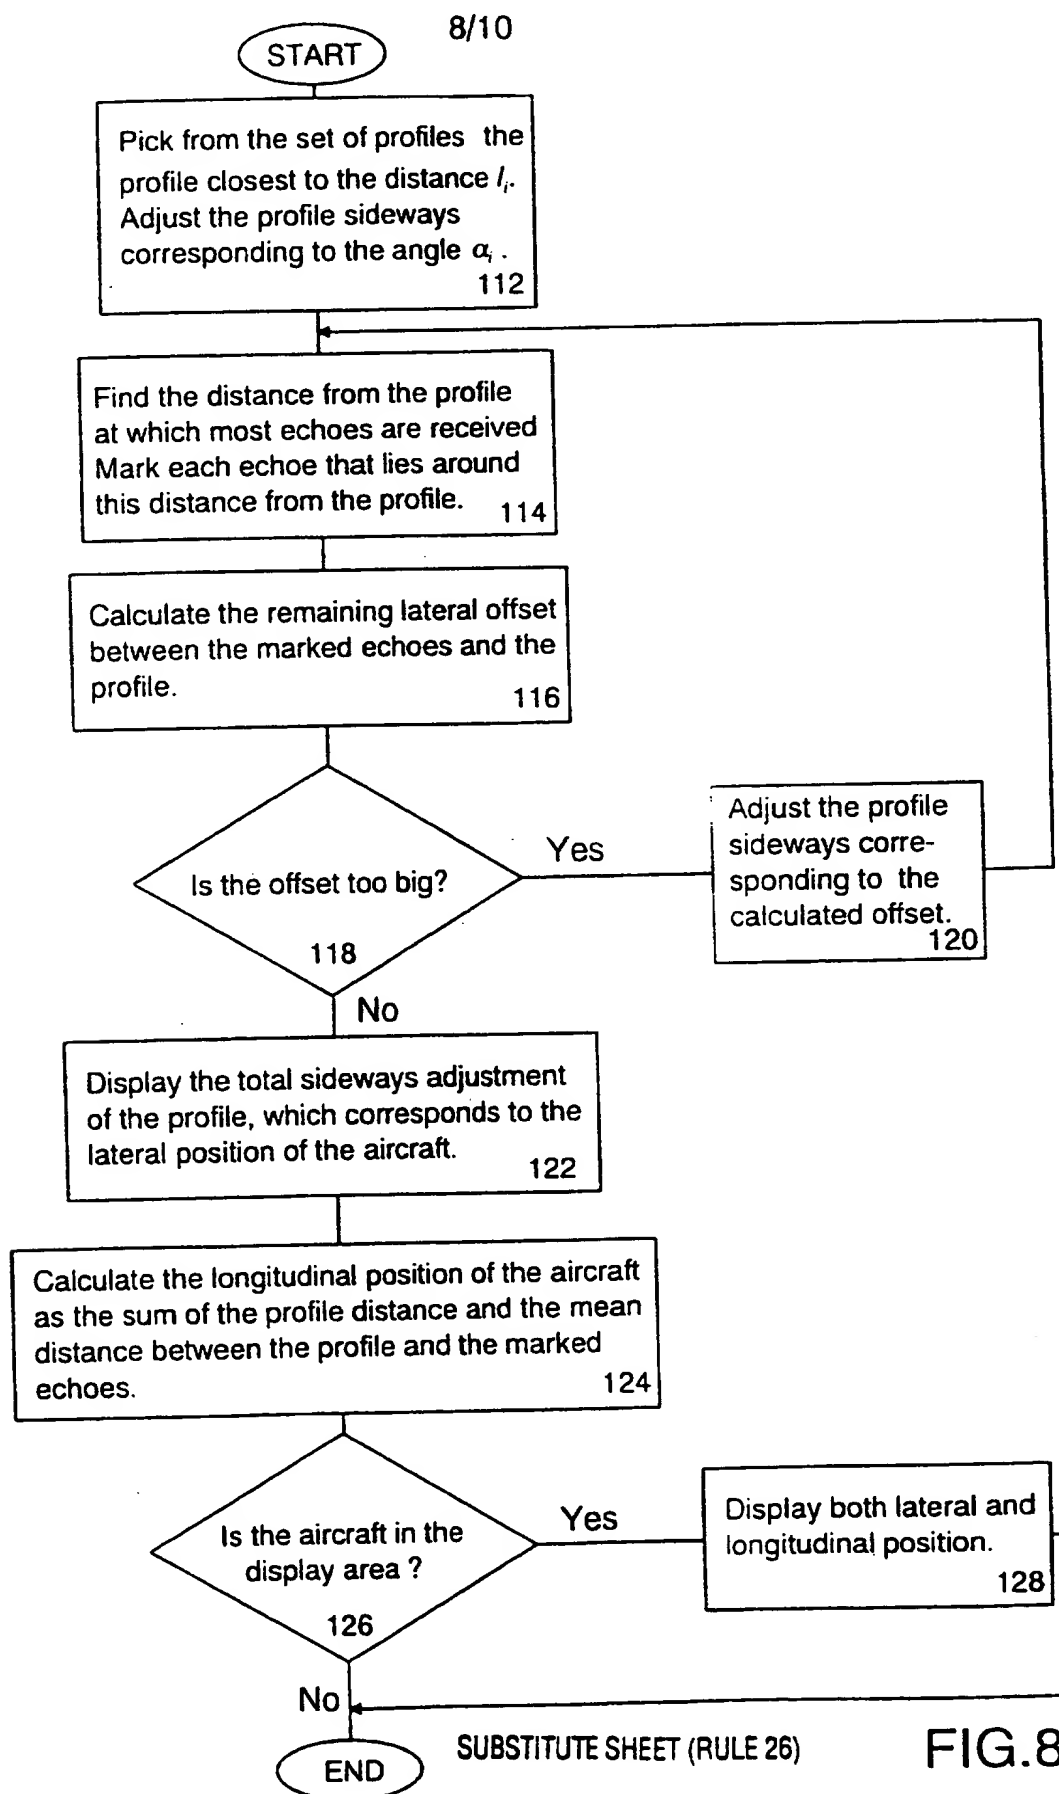 8/10
START
Pick from the set of profiles the
profile closest to the distance lᵢ.
Adjust the profile sideways
corresponding to the angle αᵢ .
112
Find the distance from the profile
at which most echoes are received
Mark each echoe that lies around
this distance from the profile.
114
Calculate the remaining lateral offset
between the marked echoes and the
profile.
116
Is the offset too big?
118
Yes
Adjust the profile
sideways corre-
sponding to the
calculated offset.
120
No
Display the total sideways adjustment
of the profile, which corresponds to the
lateral position of the aircraft.
122
Calculate the longitudinal position of the aircraft
as the sum of the profile distance and the mean
distance between the profile and the marked
echoes.
124
Is the aircraft in the
display area ?
126
Yes
Display both lateral and
longitudinal position.
128
No
END
SUBSTITUTE SHEET (RULE 26)
FIG.8